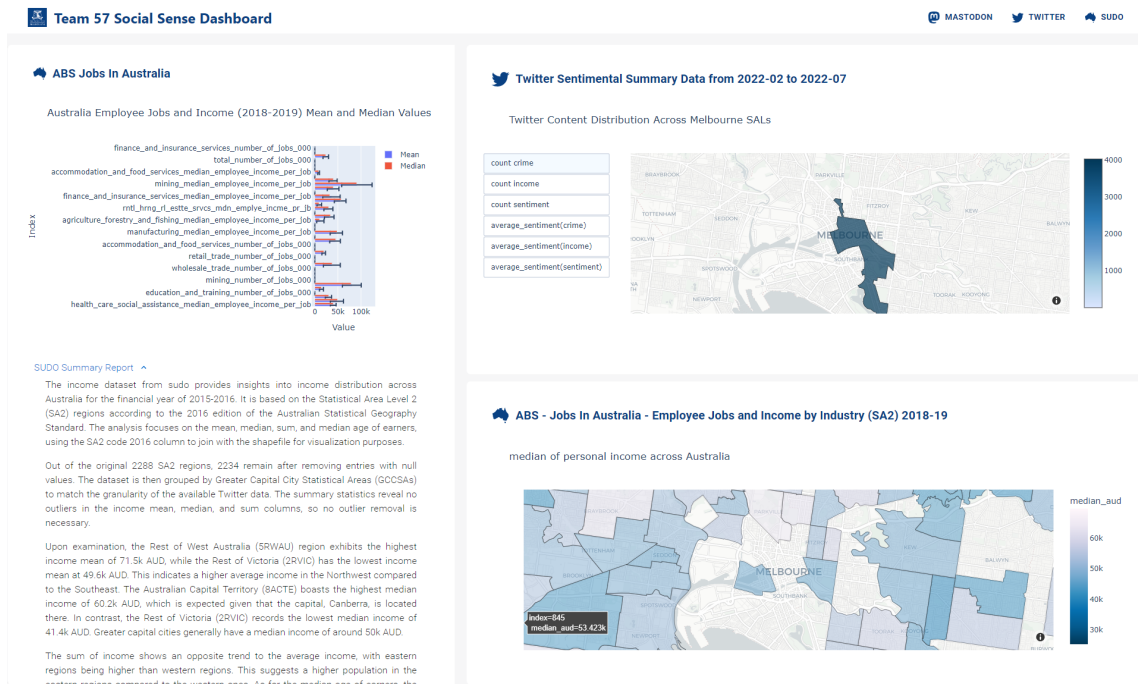 Team 57 Social Sense Dashboard
MASTODON
TWITTER
SUDO
ABS Jobs In Australia
Australia Employee Jobs and Income (2018-2019) Mean and Median Values
finance_and_insurance_services_number_of_jobs_000
total_number_of_jobs_000
accommodation_and_food_services_median_employee_income_per_job
mining_median_employee_income_per_job
finance_and_insurance_services_median_employee_income_per_job
rntl_hrng_rl_estte_srvcs_mdn_emplye_incme_pr_jb
agriculture_forestry_and_fishing_median_employee_income_per_job
manufacturing_median_employee_income_per_job
accommodation_and_food_services_number_of_jobs_000
retail_trade_number_of_jobs_000
wholesale_trade_number_of_jobs_000
mining_number_of_jobs_000
education_and_training_number_of_jobs_000
health_care_social_assistance_median_employee_income_per_job
Index
0 50k 100k
Value
Mean
Median
SUDO Summary Report
The income dataset from sudo provides insights into income distribution across
Australia for the financial year of 2015-2016. It is based on the Statistical Area Level 2
(SA2) regions according to the 2016 edition of the Australian Statistical Geography
Standard. The analysis focuses on the mean, median, sum, and median age of earners,
using the SA2 code 2016 column to join with the shapefile for visualization purposes.
Out of the original 2288 SA2 regions, 2234 remain after removing entries with null
values. The dataset is then grouped by Greater Capital City Statistical Areas (GCCSAs)
to match the granularity of the available Twitter data. The summary statistics reveal no
outliers in the income mean, median, and sum columns, so no outlier removal is
necessary.
Upon examination, the Rest of West Australia (5RWAU) region exhibits the highest
income mean of 71.5k AUD, while the Rest of Victoria (2RVIC) has the lowest income
mean at 49.6k AUD. This indicates a higher average income in the Northwest compared
to the Southeast. The Australian Capital Territory (8ACTE) boasts the highest median
income of 60.2k AUD, which is expected given that the capital, Canberra, is located
there. In contrast, the Rest of Victoria (2RVIC) records the lowest median income of
41.4k AUD. Greater capital cities generally have a median income of around 50k AUD.
The sum of income shows an opposite trend to the average income, with eastern
regions being higher than western regions. This suggests a higher population in the
Twitter Sentimental Summary Data from 2022-02 to 2022-07
Twitter Content Distribution Across Melbourne SALs
count crime
count income
count sentiment
average_sentiment(crime)
average_sentiment(income)
average_sentiment(sentiment)
BRAYBROOK
PARKVILLE
TOTTENHAM
SEDDON
FITZROY
KEW
BALWYN
MELBOURNE
SPOTSWOOD
NEWPORT
TOORAK
KOOYONG
4000
3000
2000
1000
ABS - Jobs In Australia - Employee Jobs and Income by Industry (SA2) 2018-19
median of personal income across Australia
BRAYBROOK
TOTTENHAM
KEW
BALWYN
MELBOURNE
SOUTHBANK
index=845
median_aud=53.423k
NEWPORT
TOORAK
median_aud
60k
50k
40k
30k